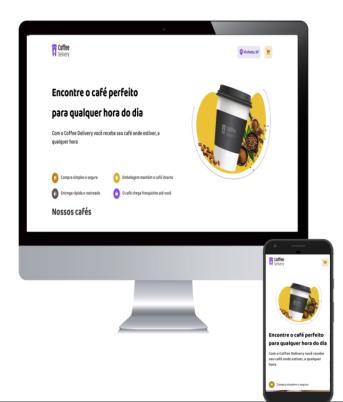 Coffee
Delivery
Encontre o café perfeito
para qualquer hora do dia
Com o Coffee Delivery você recebe seu café onde estiver, a
qualquer hora
Compra simples e segura
Embalagem mantém o café intacto
Entrega rápida e rastreada
O café chega fresquinho até você
Nossos cafés
Coffee
Delivery
Encontre o café perfeito
para qualquer hora do dia
Com o Coffee Delivery você recebe
seu café onde estiver, a qualquer
hora
Compra simples e segura